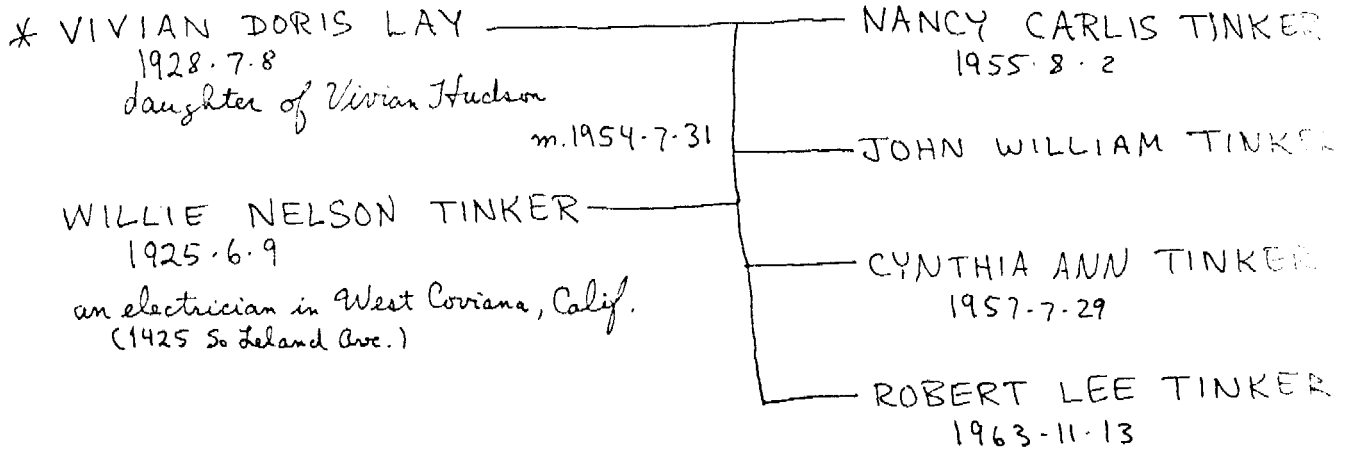 * VIVIAN DORIS LAY
1928.7.8
daughter of Vivian Hudson
m.1954-7-31
WILLIE NELSON TINKER
1925.6.9
an electrician in West Coviana, Calif.
(1425 So Leland Ave.)
NANCY CARLIS TINKER
1955.8.2
JOHN WILLIAM TINKER
CYNTHIA ANN TINKER
1957-7-29
ROBERT LEE TINKER
1963-11-13